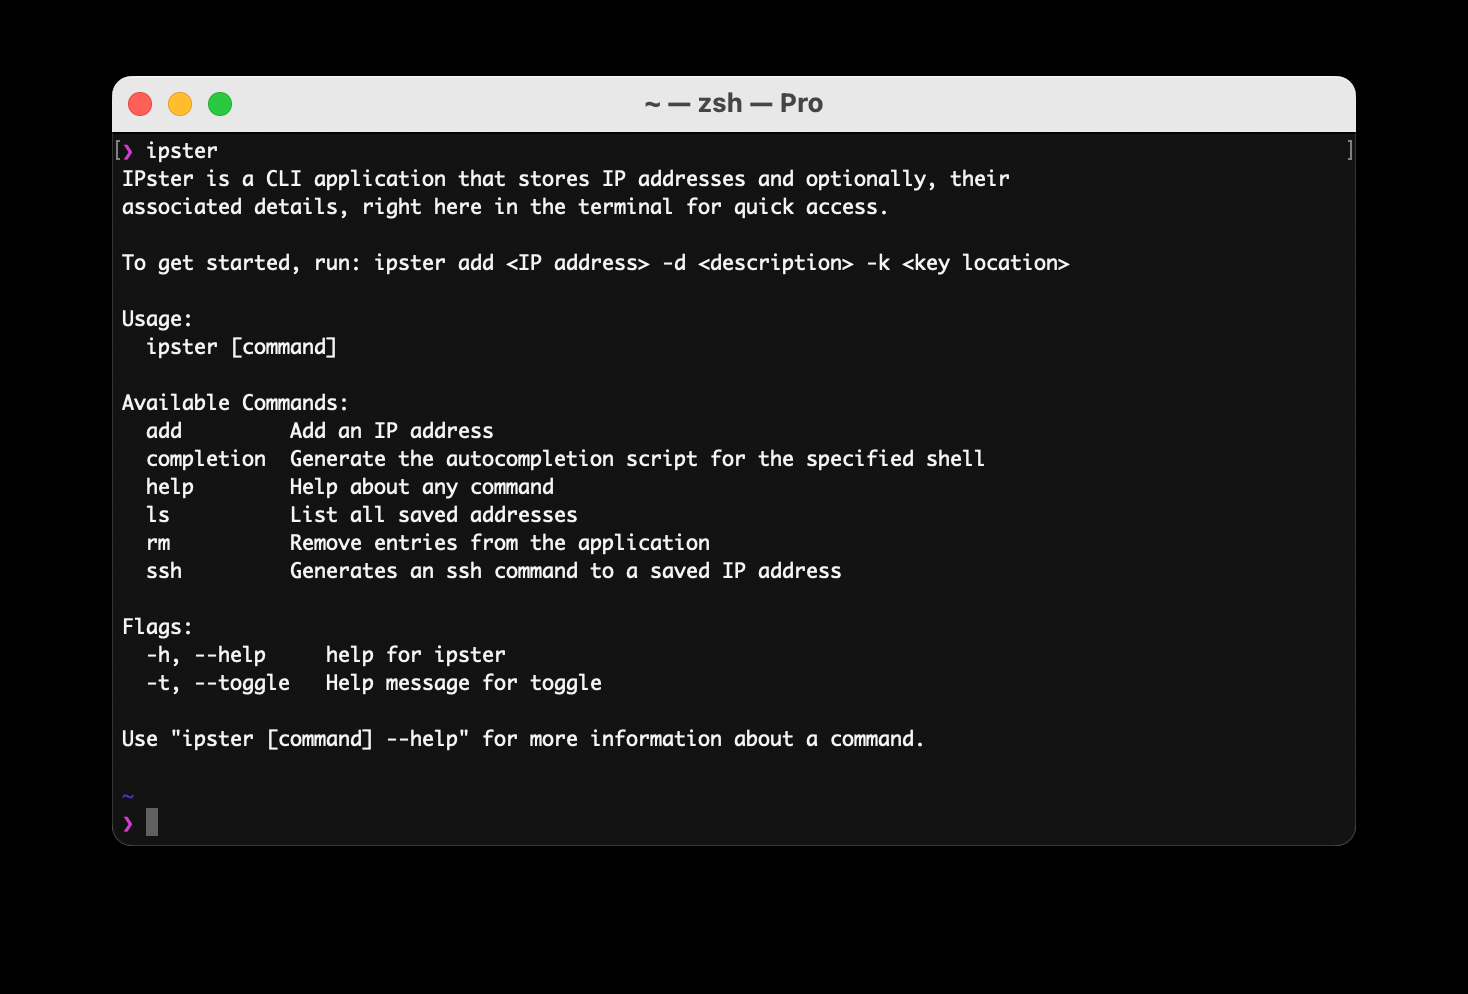 ~ — zsh — Pro
[❯ ipster ]
IPster is a CLI application that stores IP addresses and optionally, their
associated details, right here in the terminal for quick access.
To get started, run: ipster add <IP address> -d <description> -k <key location>
Usage:
  ipster [command]
Available Commands:
  add         Add an IP address
  completion  Generate the autocompletion script for the specified shell
  help        Help about any command
  ls          List all saved addresses
  rm          Remove entries from the application
  ssh         Generates an ssh command to a saved IP address
Flags:
  -h, --help     help for ipster
  -t, --toggle   Help message for toggle
Use "ipster [command] --help" for more information about a command.
~
❯